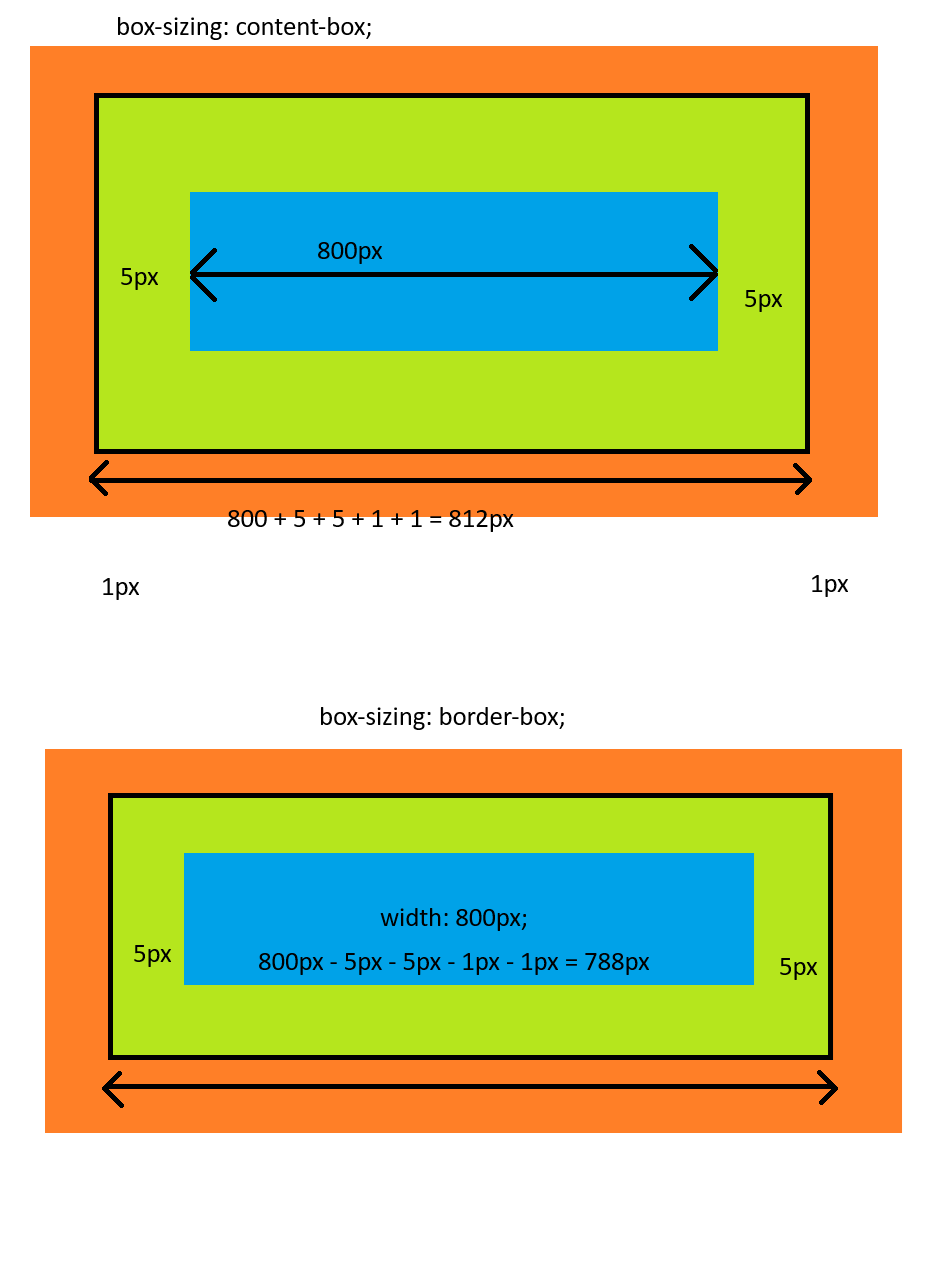 box-sizing: content-box;
800px
5px
5px
800 + 5 + 5 + 1 + 1 = 812px
1px
1px
box-sizing: border-box;
width: 800px;
5px
800px - 5px - 5px - 1px - 1px = 788px
5px